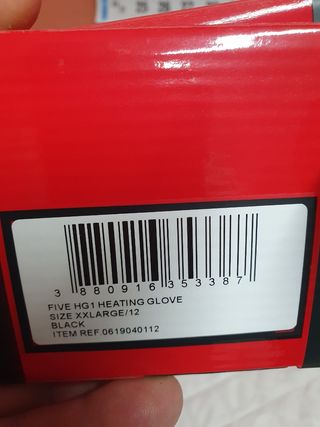 3 880916 353387
FIVE HG1 HEATING GLOVE
SIZE XXLARGE/12
BLACK
ITEM REF.0619040112